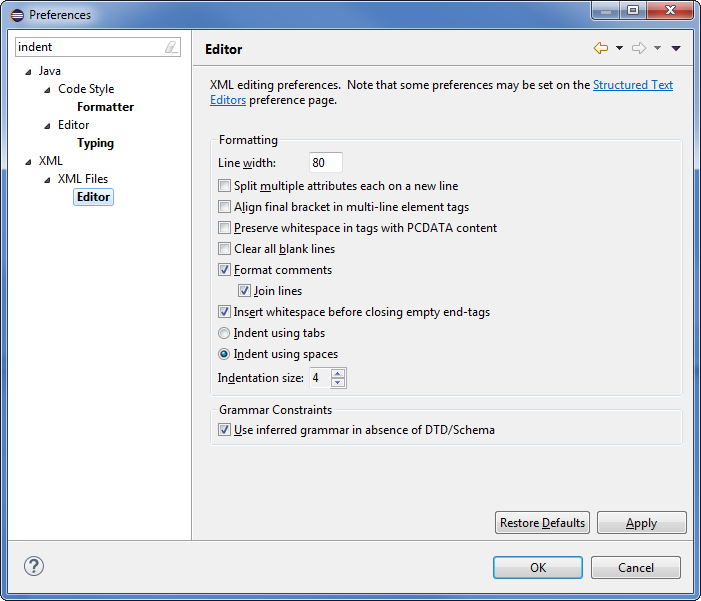 Preferences
indent
Java
Code Style
Formatter
Editor
Typing
XML
XML Files
Editor
Editor
XML editing preferences.  Note that some preferences may be set on the Structured Text
Editors preference page.
Formatting
Line width: 80
Split multiple attributes each on a new line
Align final bracket in multi-line element tags
Preserve whitespace in tags with PCDATA content
Clear all blank lines
Format comments
Join lines
Insert whitespace before closing empty end-tags
Indent using tabs
Indent using spaces
Indentation size: 4
Grammar Constraints
Use inferred grammar in absence of DTD/Schema
Restore Defaults Apply
? OK Cancel